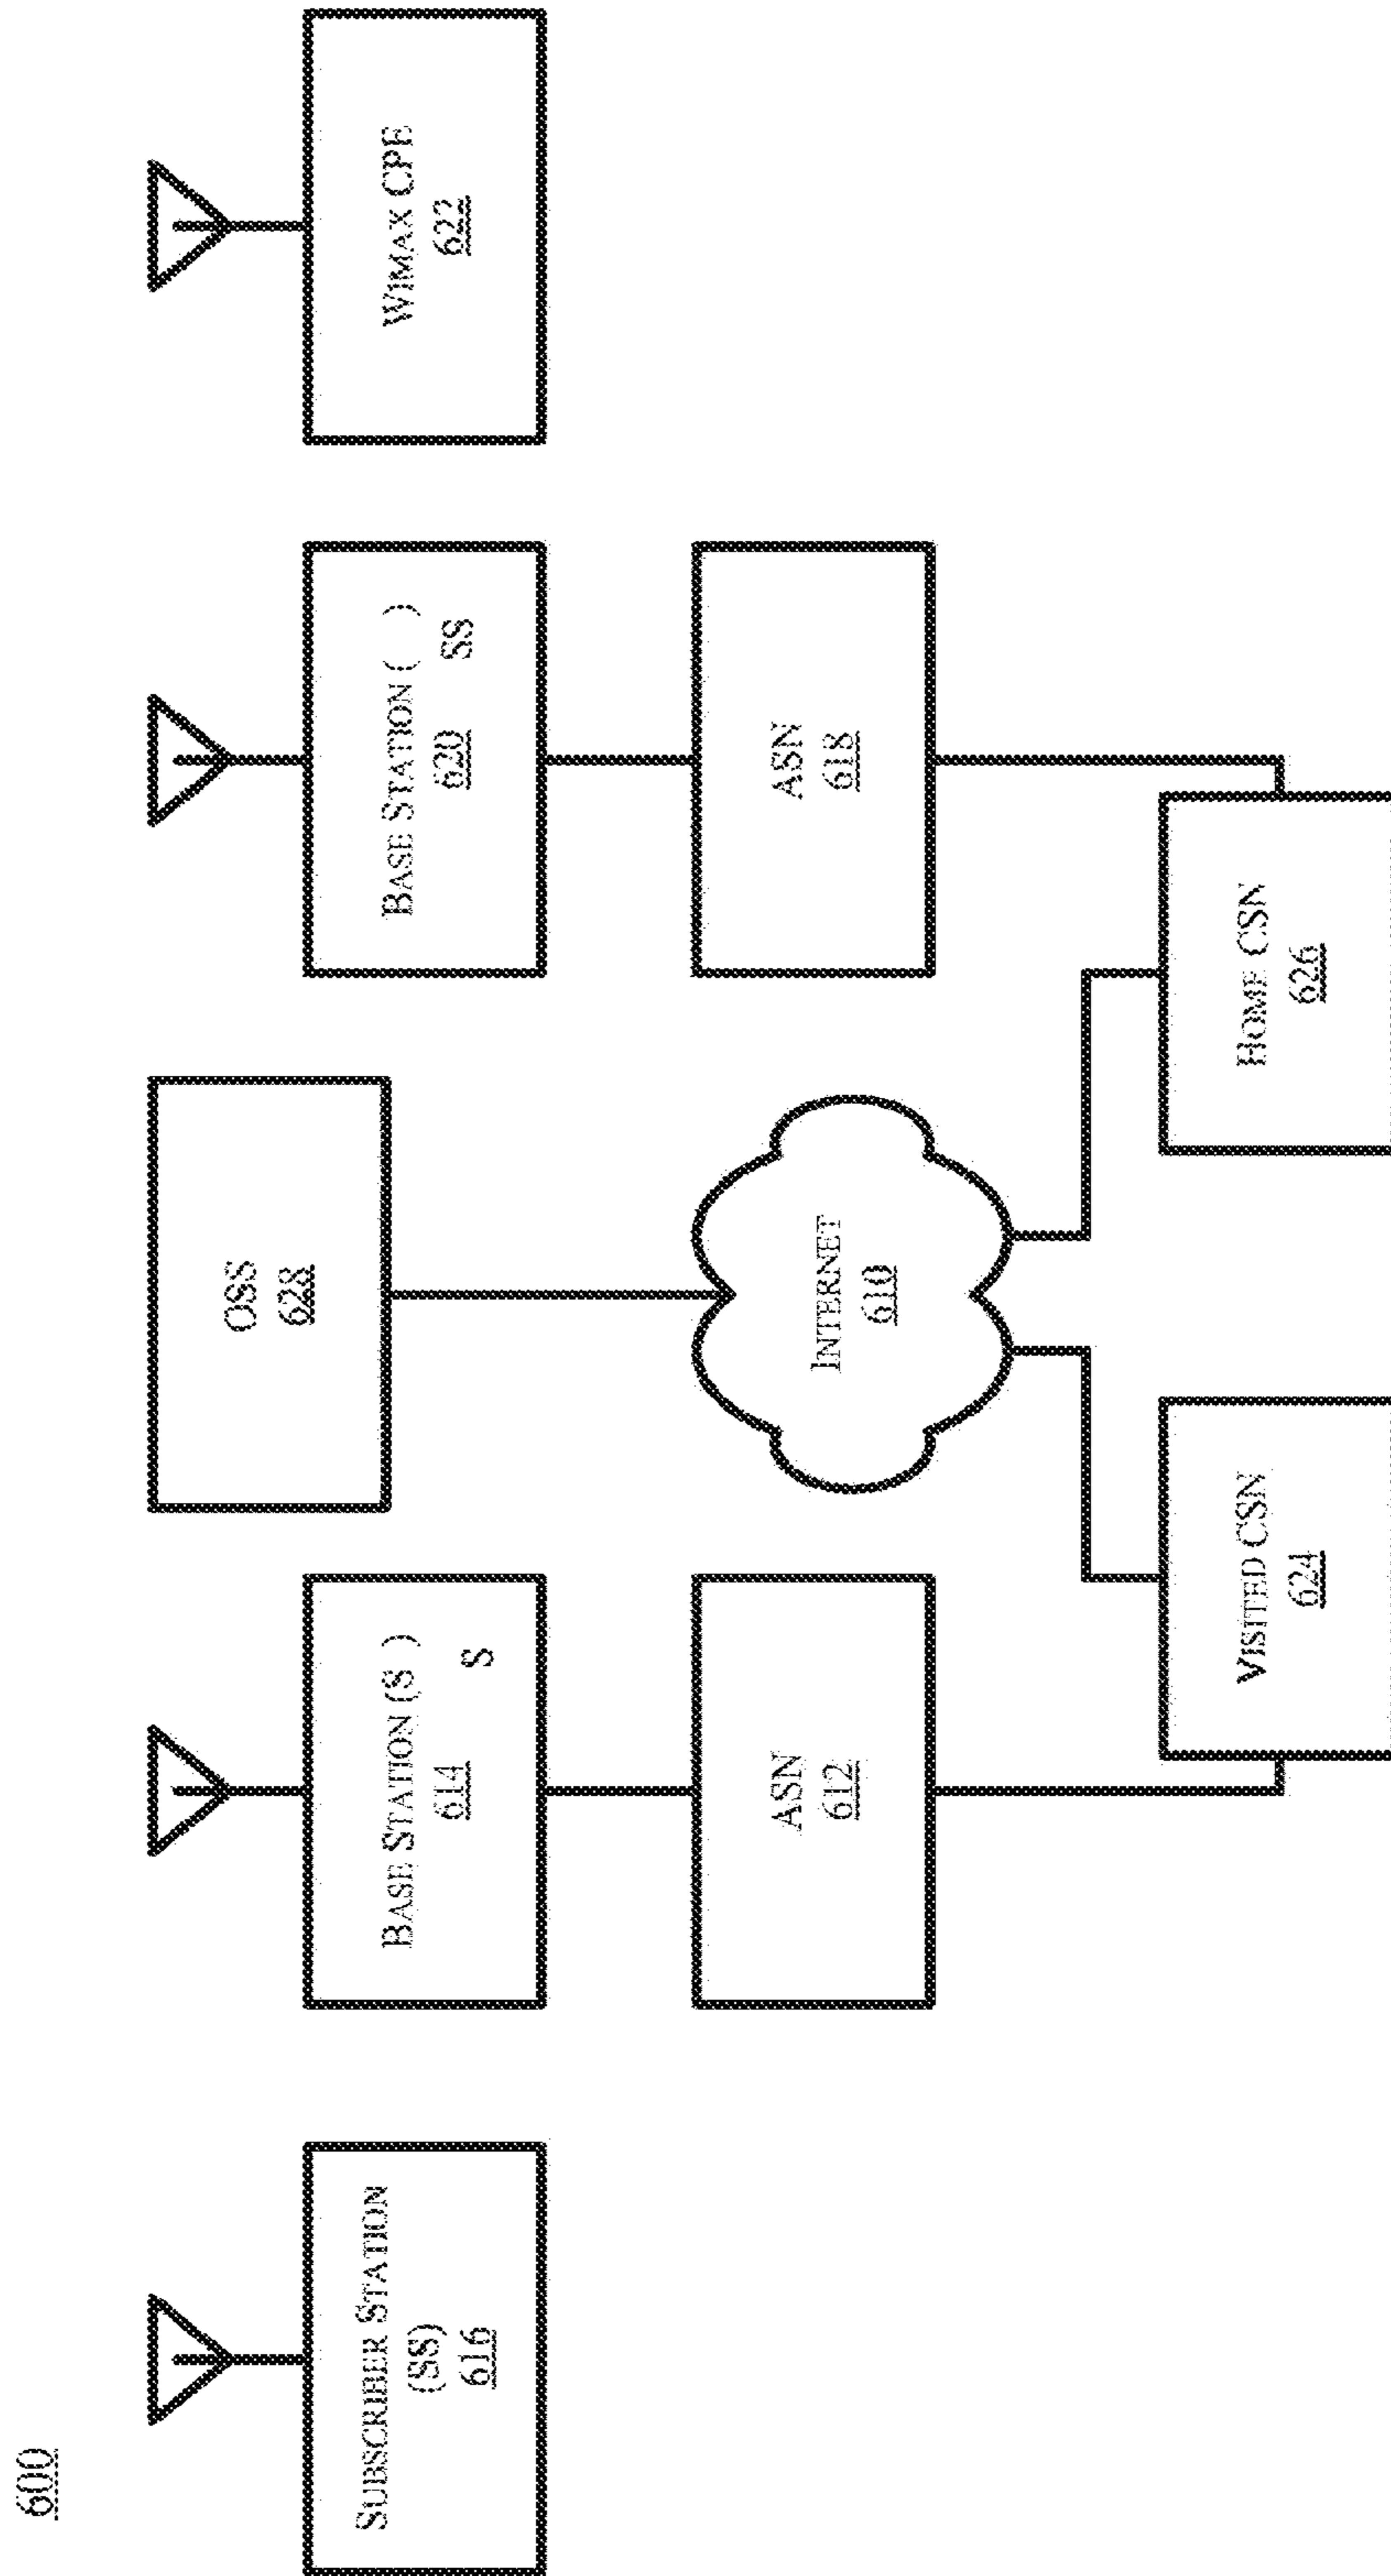 600
SUBSCRIBER STATION
(SS)
616
BASE STATION (S )
S
614
OSS
628
BASE STATION ( )
SS
620
WIMAX CPE
622
ASN
612
INTERNET
610
ASN
618
VISITED CSN
624
HOME CSN
626